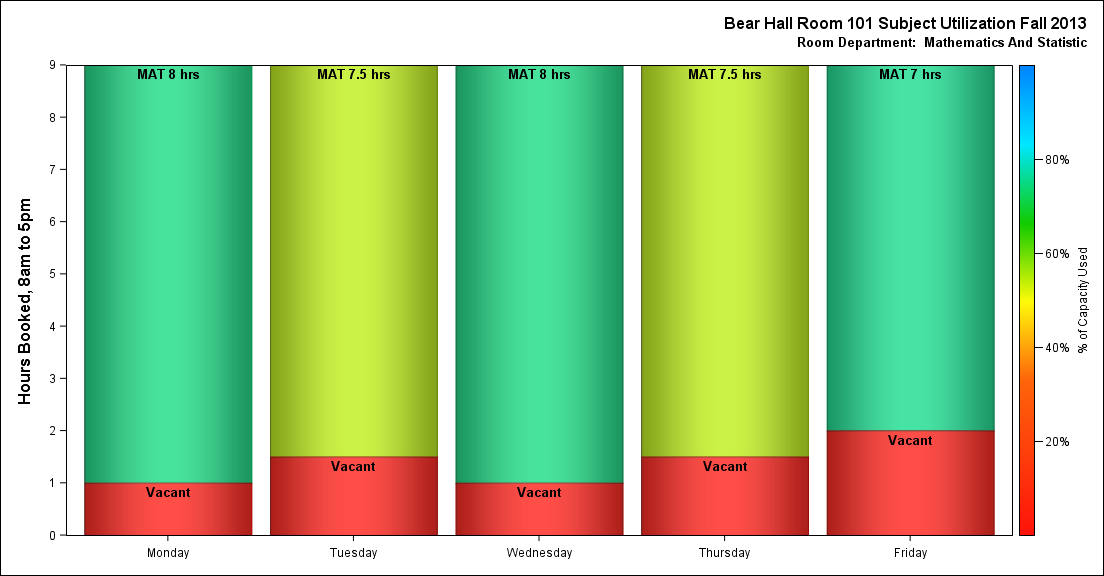 Bear Hall Room 101 Subject Utilization Fall 2013
Room Department:  Mathematics And Statistic
Hours Booked, 8am to 5pm
9
8
7
6
5
4
3
2
1
0
MAT 8 hrs
MAT 7.5 hrs
MAT 8 hrs
MAT 7.5 hrs
MAT 7 hrs
Vacant
Vacant
Vacant
Vacant
Vacant
Monday
Tuesday
Wednesday
Thursday
Friday
80%
60%
40%
20%
% of Capacity Used